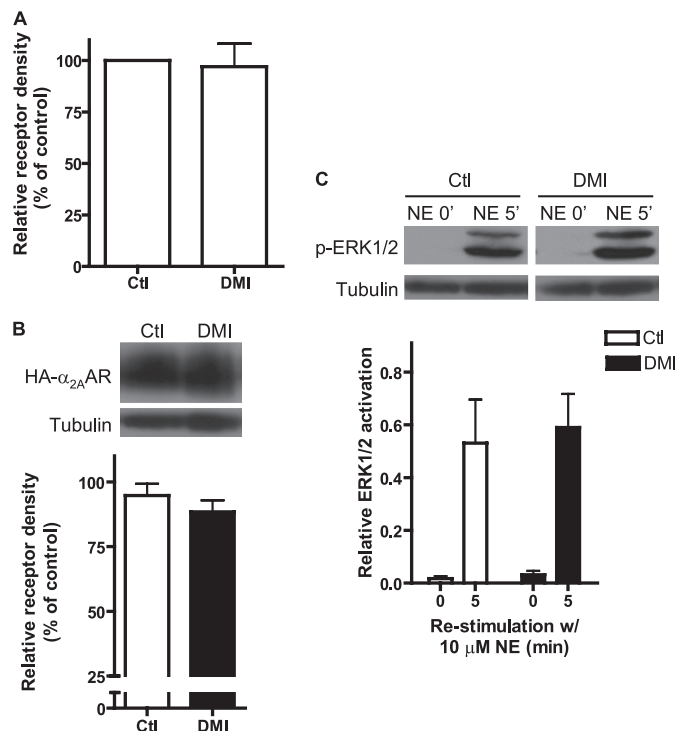 A
Relative receptor density
(% of control)
100
75
50
25
0
Ctl DMI
B
Ctl DMI
HA-α2AAR
Tubulin
Relative receptor density
(% of control)
100
75
50
25
0
Ctl DMI
C
Ctl DMI
NE 0' NE 5' NE 0' NE 5'
p-ERK1/2
Tubulin
Ctl
DMI
Relative ERK1/2 activation
0.8
0.6
0.4
0.2
0.0
0 5 0 5
Re-stimulation w/
10 μM NE (min)